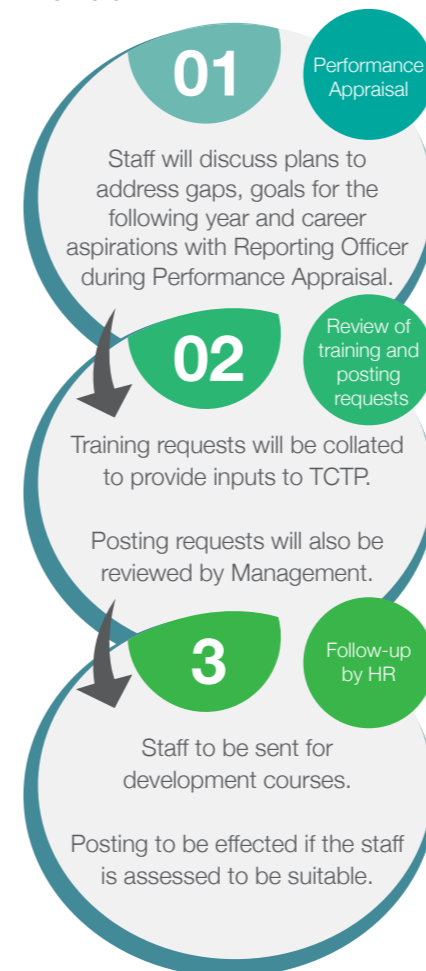 01
Performance
Appraisal
Staff will discuss plans to
address gaps, goals for the
following year and career
aspirations with Reporting Officer
during Performance Appraisal.
02
Review of
training and
posting
requests
Training requests will be collated
to provide inputs to TCTP.
Posting requests will also be
reviewed by Management.
3
Follow-up
by HR
Staff to be sent for
development courses.
Posting to be effected if the staff
is assessed to be suitable.